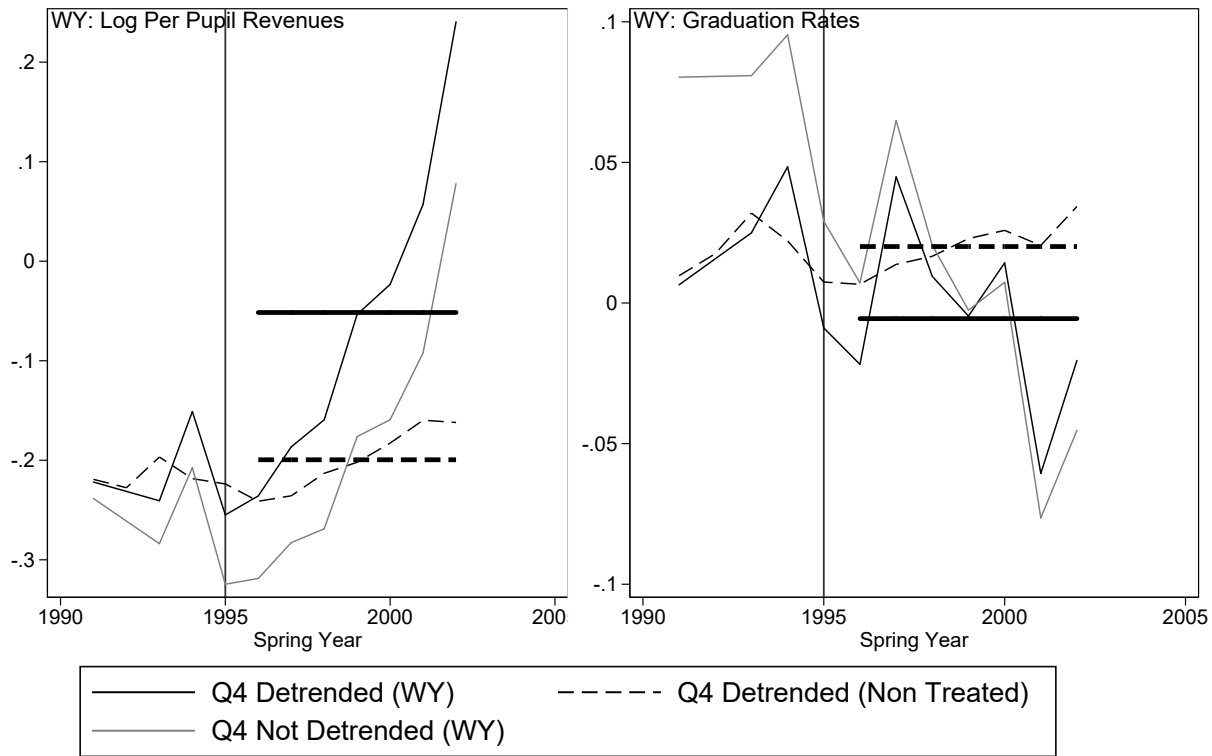 WY: Log Per Pupil Revenues
.2
.1
0
-.1
-.2
-.3
1990 1995 2000 200
Spring Year
WY: Graduation Rates
.1
.05
0
-.05
-.1
1990 1995 2000 2005
Spring Year
Q4 Detrended (WY) Q4 Detrended (Non Treated)
Q4 Not Detrended (WY)